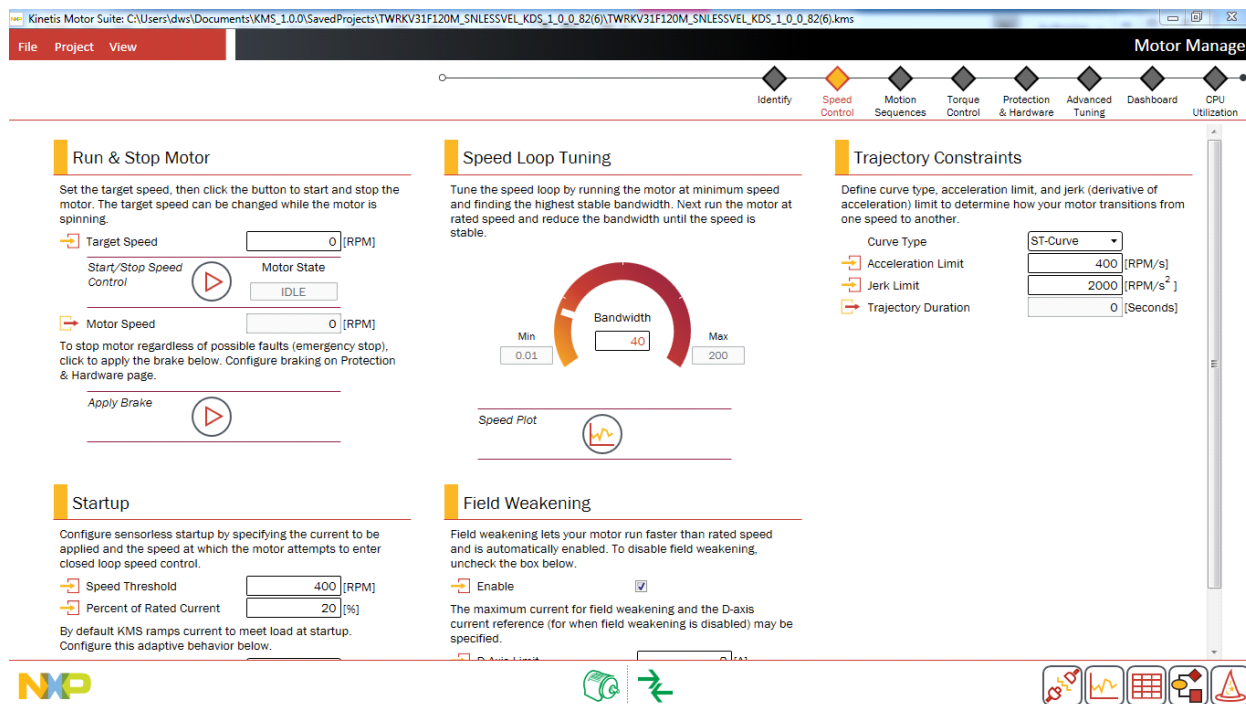 Kinetis Motor Suite: C:\Users\dws\Documents\KMS_1.0.0\SavedProjects\TWRKV31F120M_SNLESSVEL_KDS_1_0_0_82(6)\TWRKV31F120M_SNLESSVEL_KDS_1_0_0_82(6).kms
File Project View
Motor Manage
Identify
Speed Control
Motion Sequences
Torque Control
Protection & Hardware
Advanced Tuning
Dashboard
CPU Utilization
Run & Stop Motor
Set the target speed, then click the button to start and stop the
motor. The target speed can be changed while the motor is
spinning.
Target Speed 0 [RPM]
Start/Stop Speed
Control
Motor State
IDLE
Motor Speed 0 [RPM]
To stop motor regardless of possible faults (emergency stop),
click to apply the brake below. Configure braking on Protection
& Hardware page.
Apply Brake
Speed Loop Tuning
Tune the speed loop by running the motor at minimum speed
and finding the highest stable bandwidth. Next run the motor at
rated speed and reduce the bandwidth until the speed is
stable.
Bandwidth
40
Min
0.01
Max
200
Speed Plot
Trajectory Constraints
Define curve type, acceleration limit, and jerk (derivative of
acceleration) limit to determine how your motor transitions from
one speed to another.
Curve Type ST-Curve
Acceleration Limit 400 [RPM/s]
Jerk Limit 2000 [RPM/s²]
Trajectory Duration 0 [Seconds]
Startup
Configure sensorless startup by specifying the current to be
applied and the speed at which the motor attempts to enter
closed loop speed control.
Speed Threshold 400 [RPM]
Percent of Rated Current 20 [%]
By default KMS ramps current to meet load at startup.
Configure this adaptive behavior below.
Field Weakening
Field weakening lets your motor run faster than rated speed
and is automatically enabled. To disable field weakening,
uncheck the box below.
Enable
The maximum current for field weakening and the D-axis
current reference (for when field weakening is disabled) may be
specified.
D-Axis Limit 0 [A]
NXP